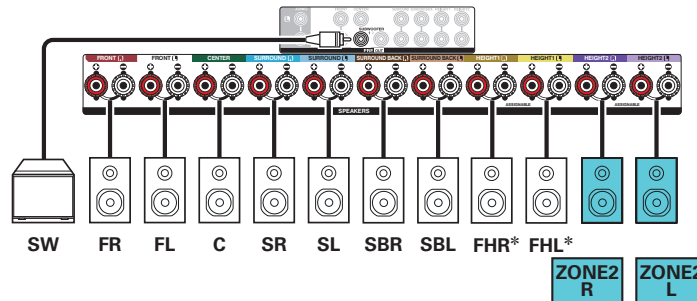 SUBWOOFER
PRE OUT
FRONT R FRONT L CENTER SURROUND R SURROUND L SURROUND BACK R SURROUND BACK L HEIGHT1 R HEIGHT1 L HEIGHT2 R HEIGHT2 L
ASSIGNABLE ASSIGNABLE
SPEAKERS
SW FR FL C SR SL SBR SBL FHR* FHL*
ZONE2 ZONE2
R L